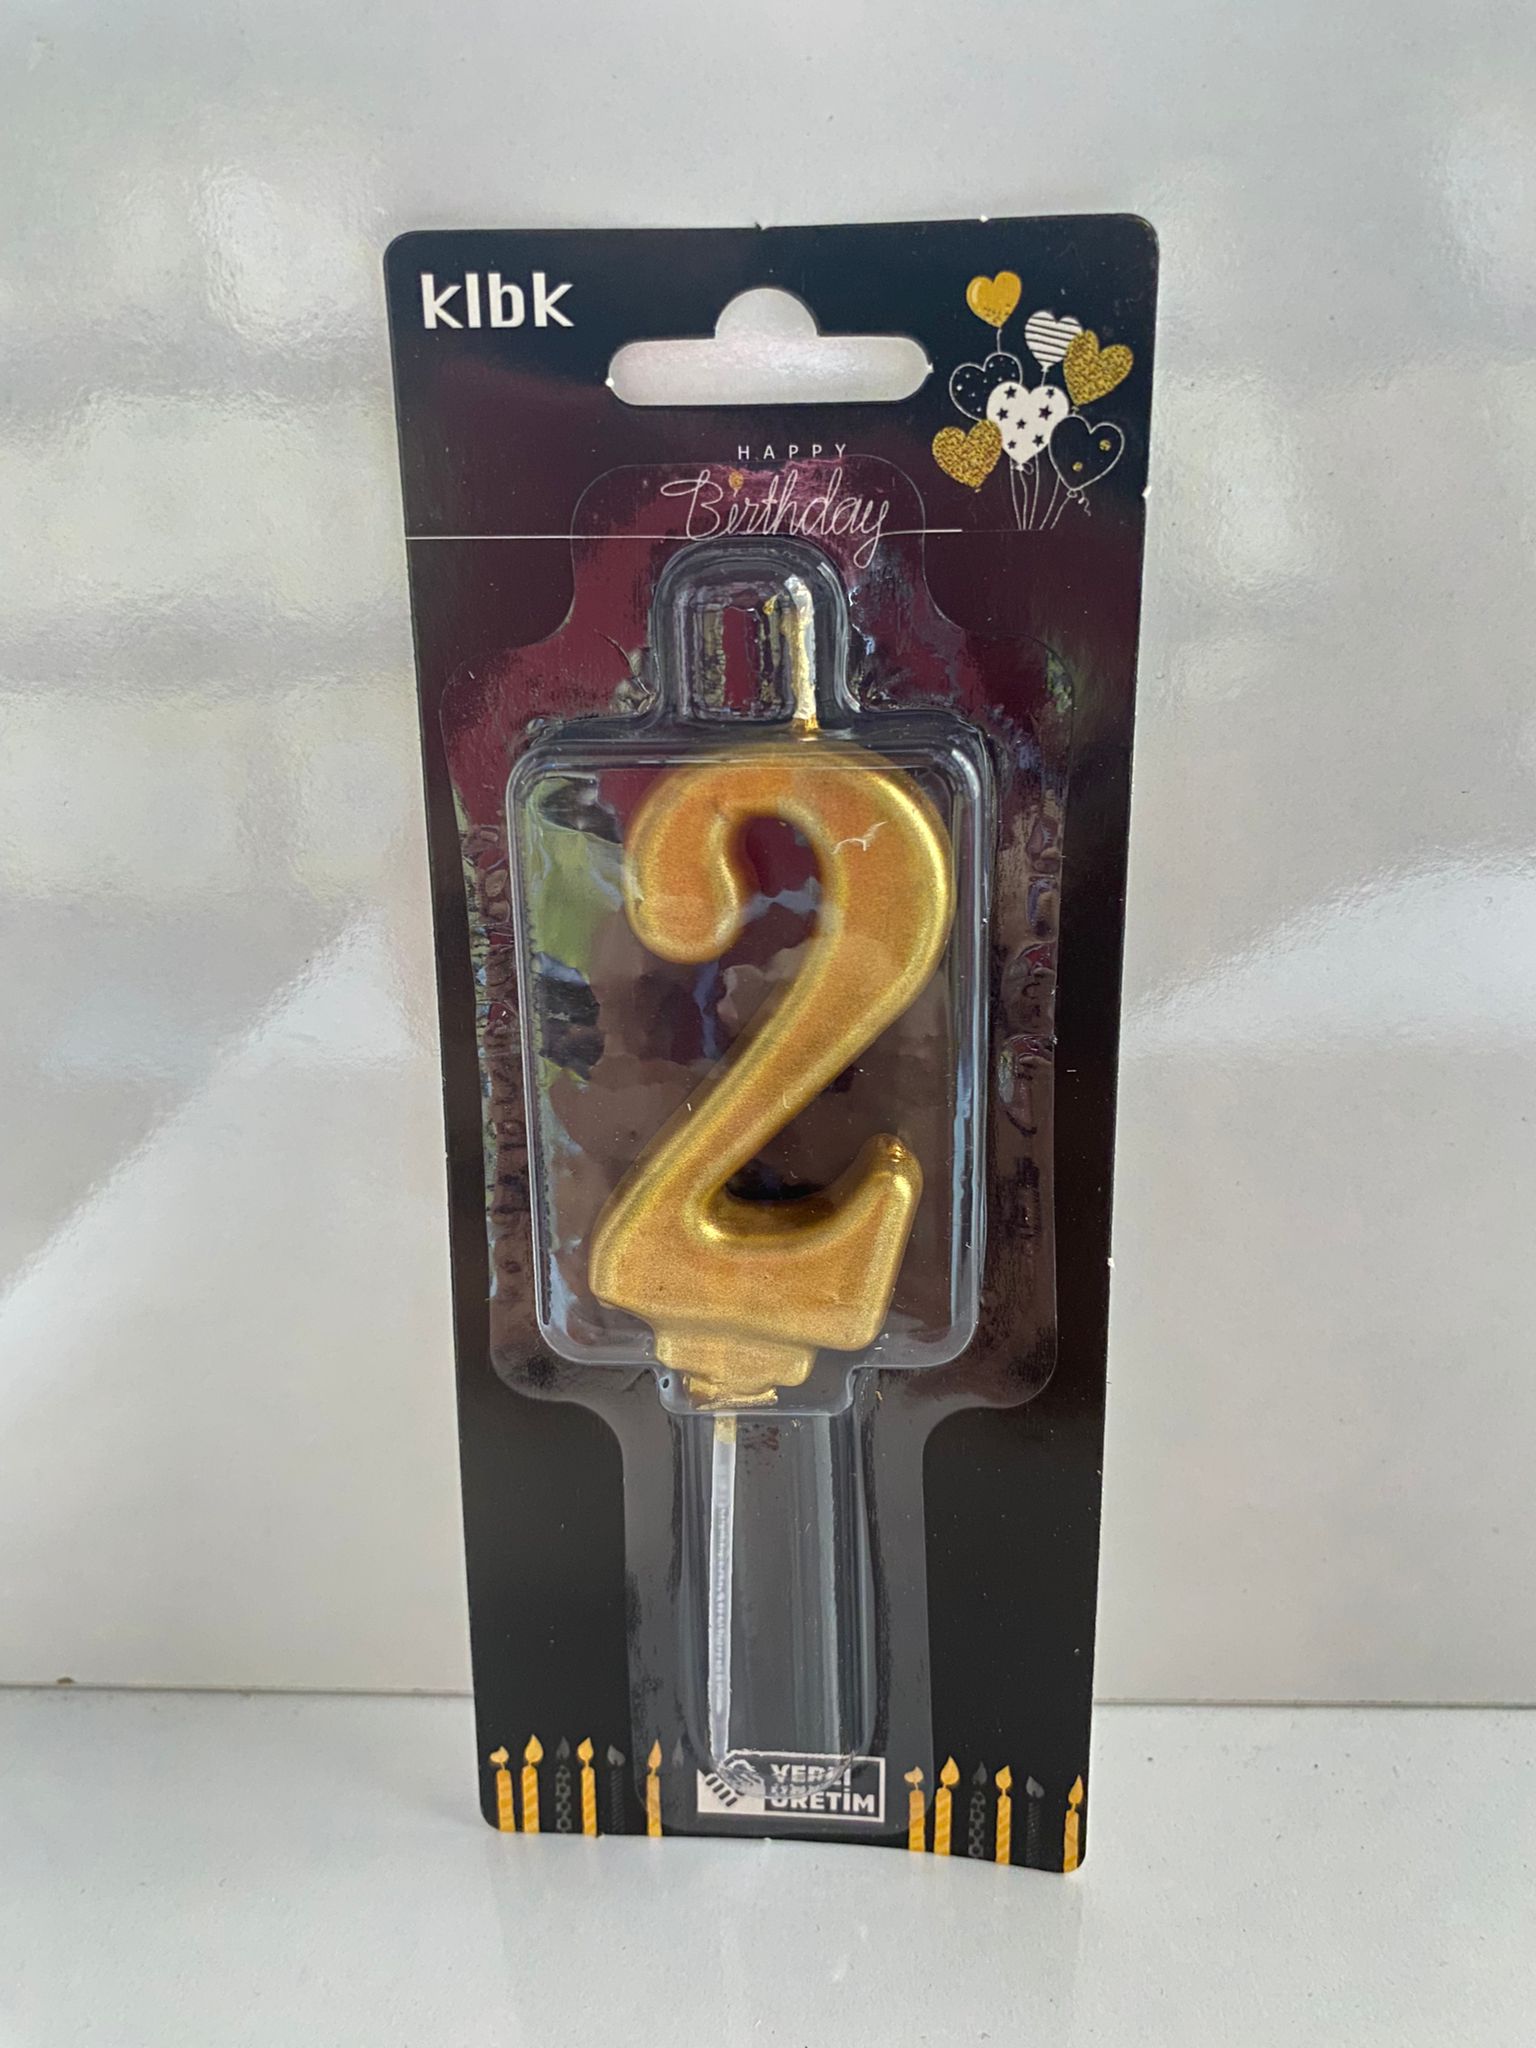 klbk
HAPPY
Birthday
2
YERLİ
ÜRETİM